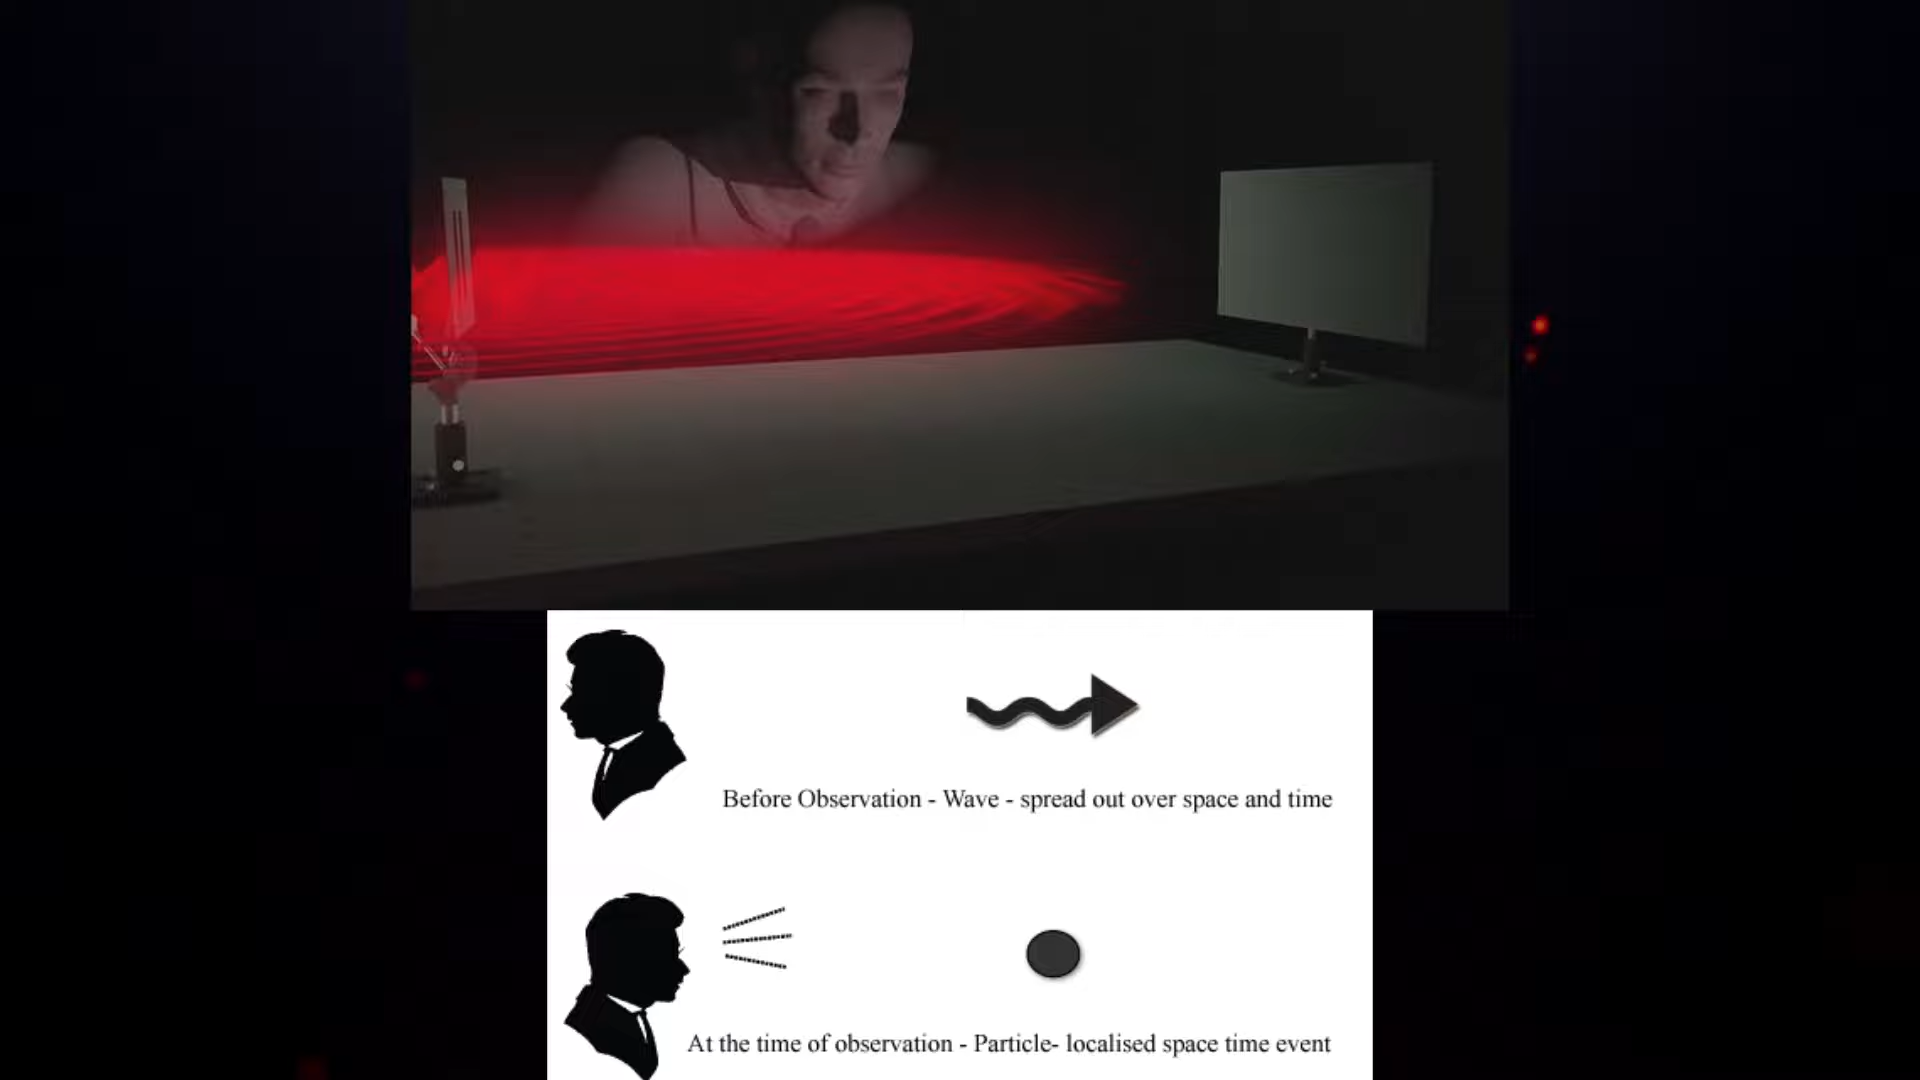 Before Observation - Wave - spread out over space and time
At the time of observation - Particle- localised space time event